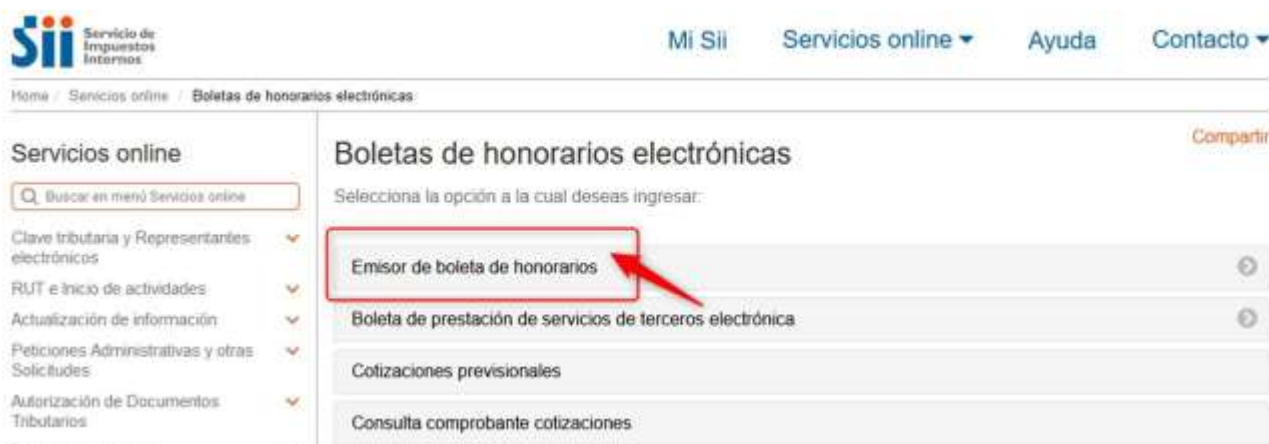 Sii Servicio de
Impuestos
Internos
Mi Sii Servicios online Ayuda Contacto
Home / Servicios online / Boletas de honorarios electrónicas
Servicios online
Buscar en menú Servicios online
Clave tributaria y Representantes
electrónicos
RUT e Inicio de actividades
Actualización de información
Peticiones Administrativas y otras
Solicitudes
Autorización de Documentos
Tributarios
Compartir
Boletas de honorarios electrónicas
Selecciona la opción a la cual deseas ingresar:
Emisor de boleta de honorarios
Boleta de prestación de servicios de terceros electrónica
Cotizaciones previsionales
Consulta comprobante cotizaciones